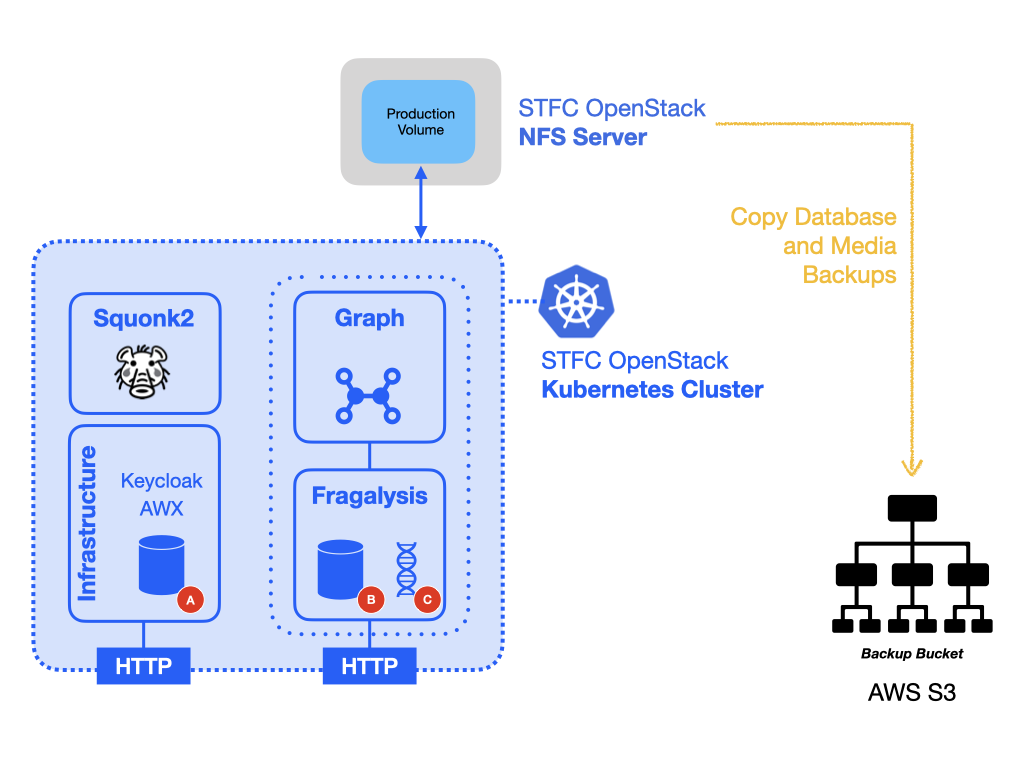 Production
Volume
STFC OpenStack
NFS Server
Copy Database
and Media
Backups
Squonk2
Graph
STFC OpenStack
Kubernetes Cluster
Infrastructure
Keycloak
AWX
A
Fragalysis
B
C
HTTP
HTTP
Backup Bucket
AWS S3